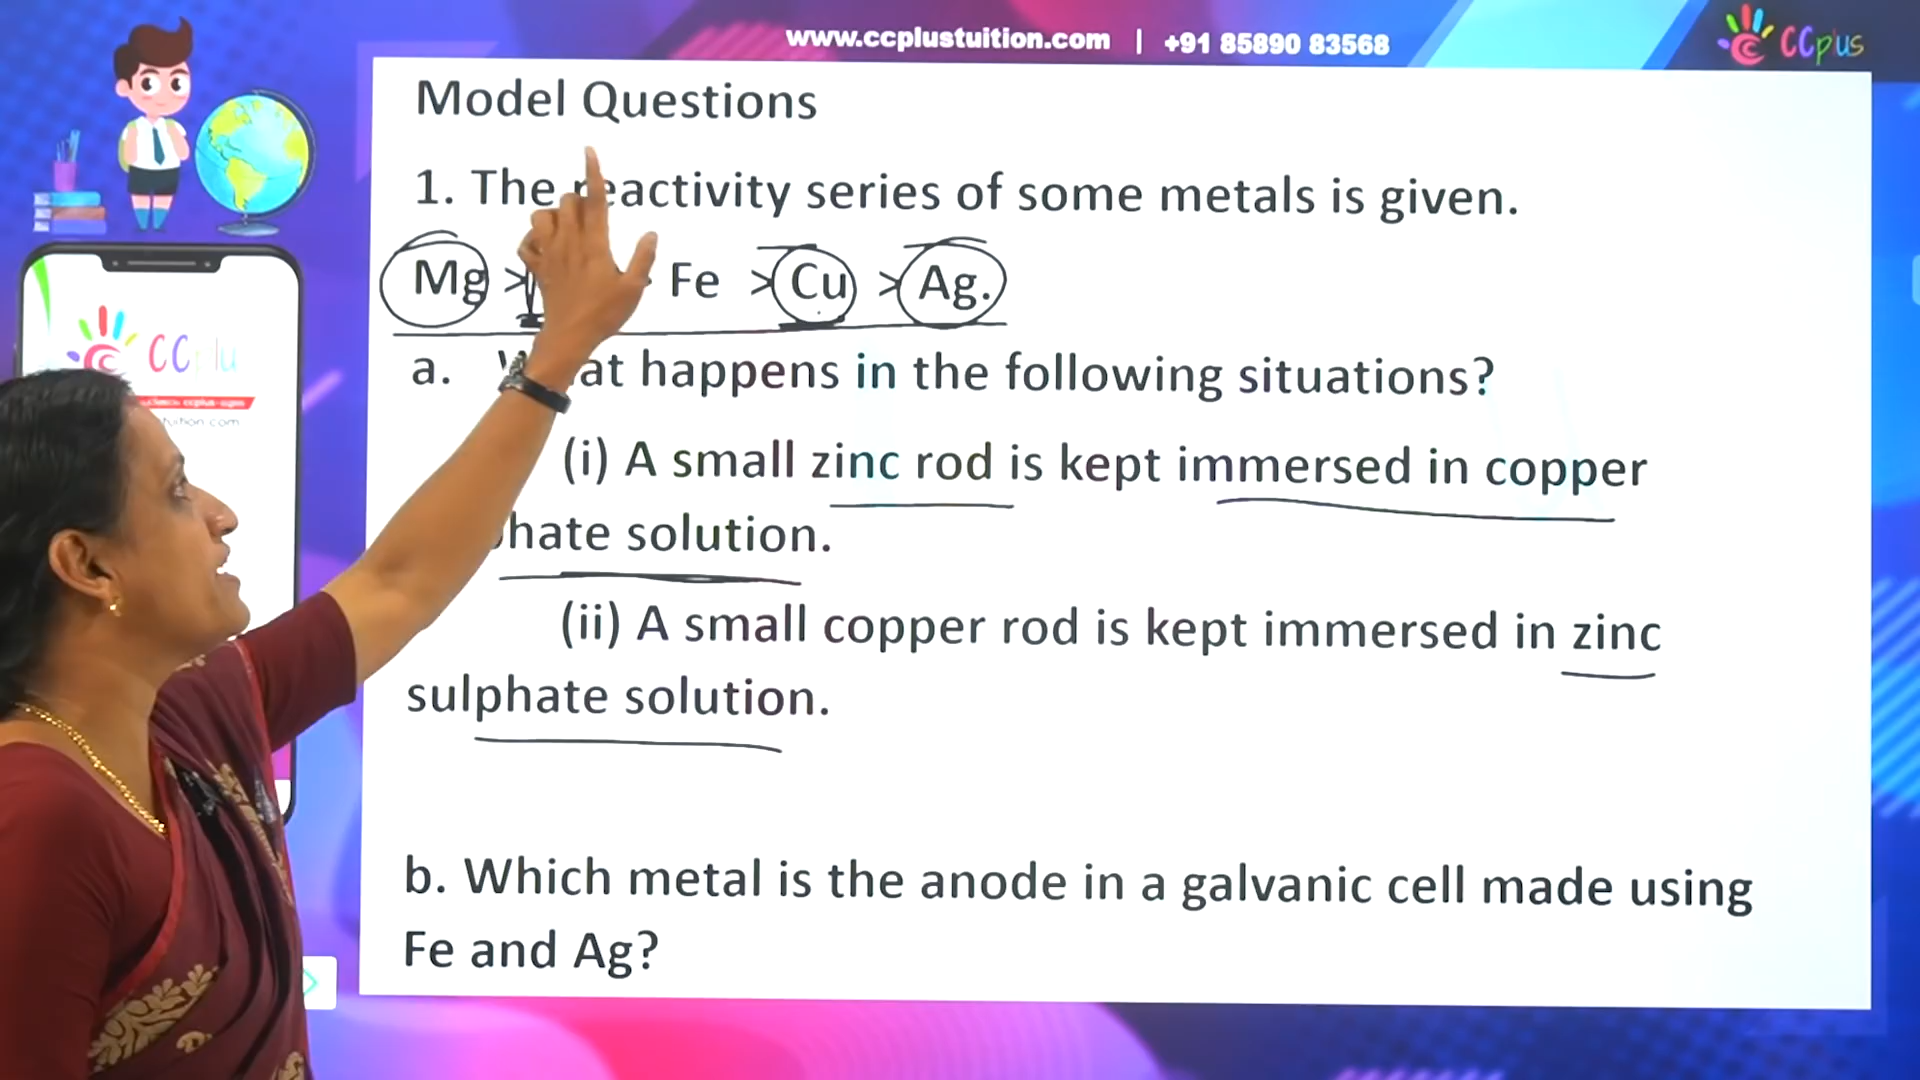 www.ccplustuition.com | +91 85890 83568
CCplus
Model Questions
1. The reactivity series of some metals is given.
Mg > Fe > Cu > Ag.
a. What happens in the following situations?
(i) A small zinc rod is kept immersed in copper
solution.
(ii) A small copper rod is kept immersed in zinc
sulphate solution.
b. Which metal is the anode in a galvanic cell made using
Fe and Ag?